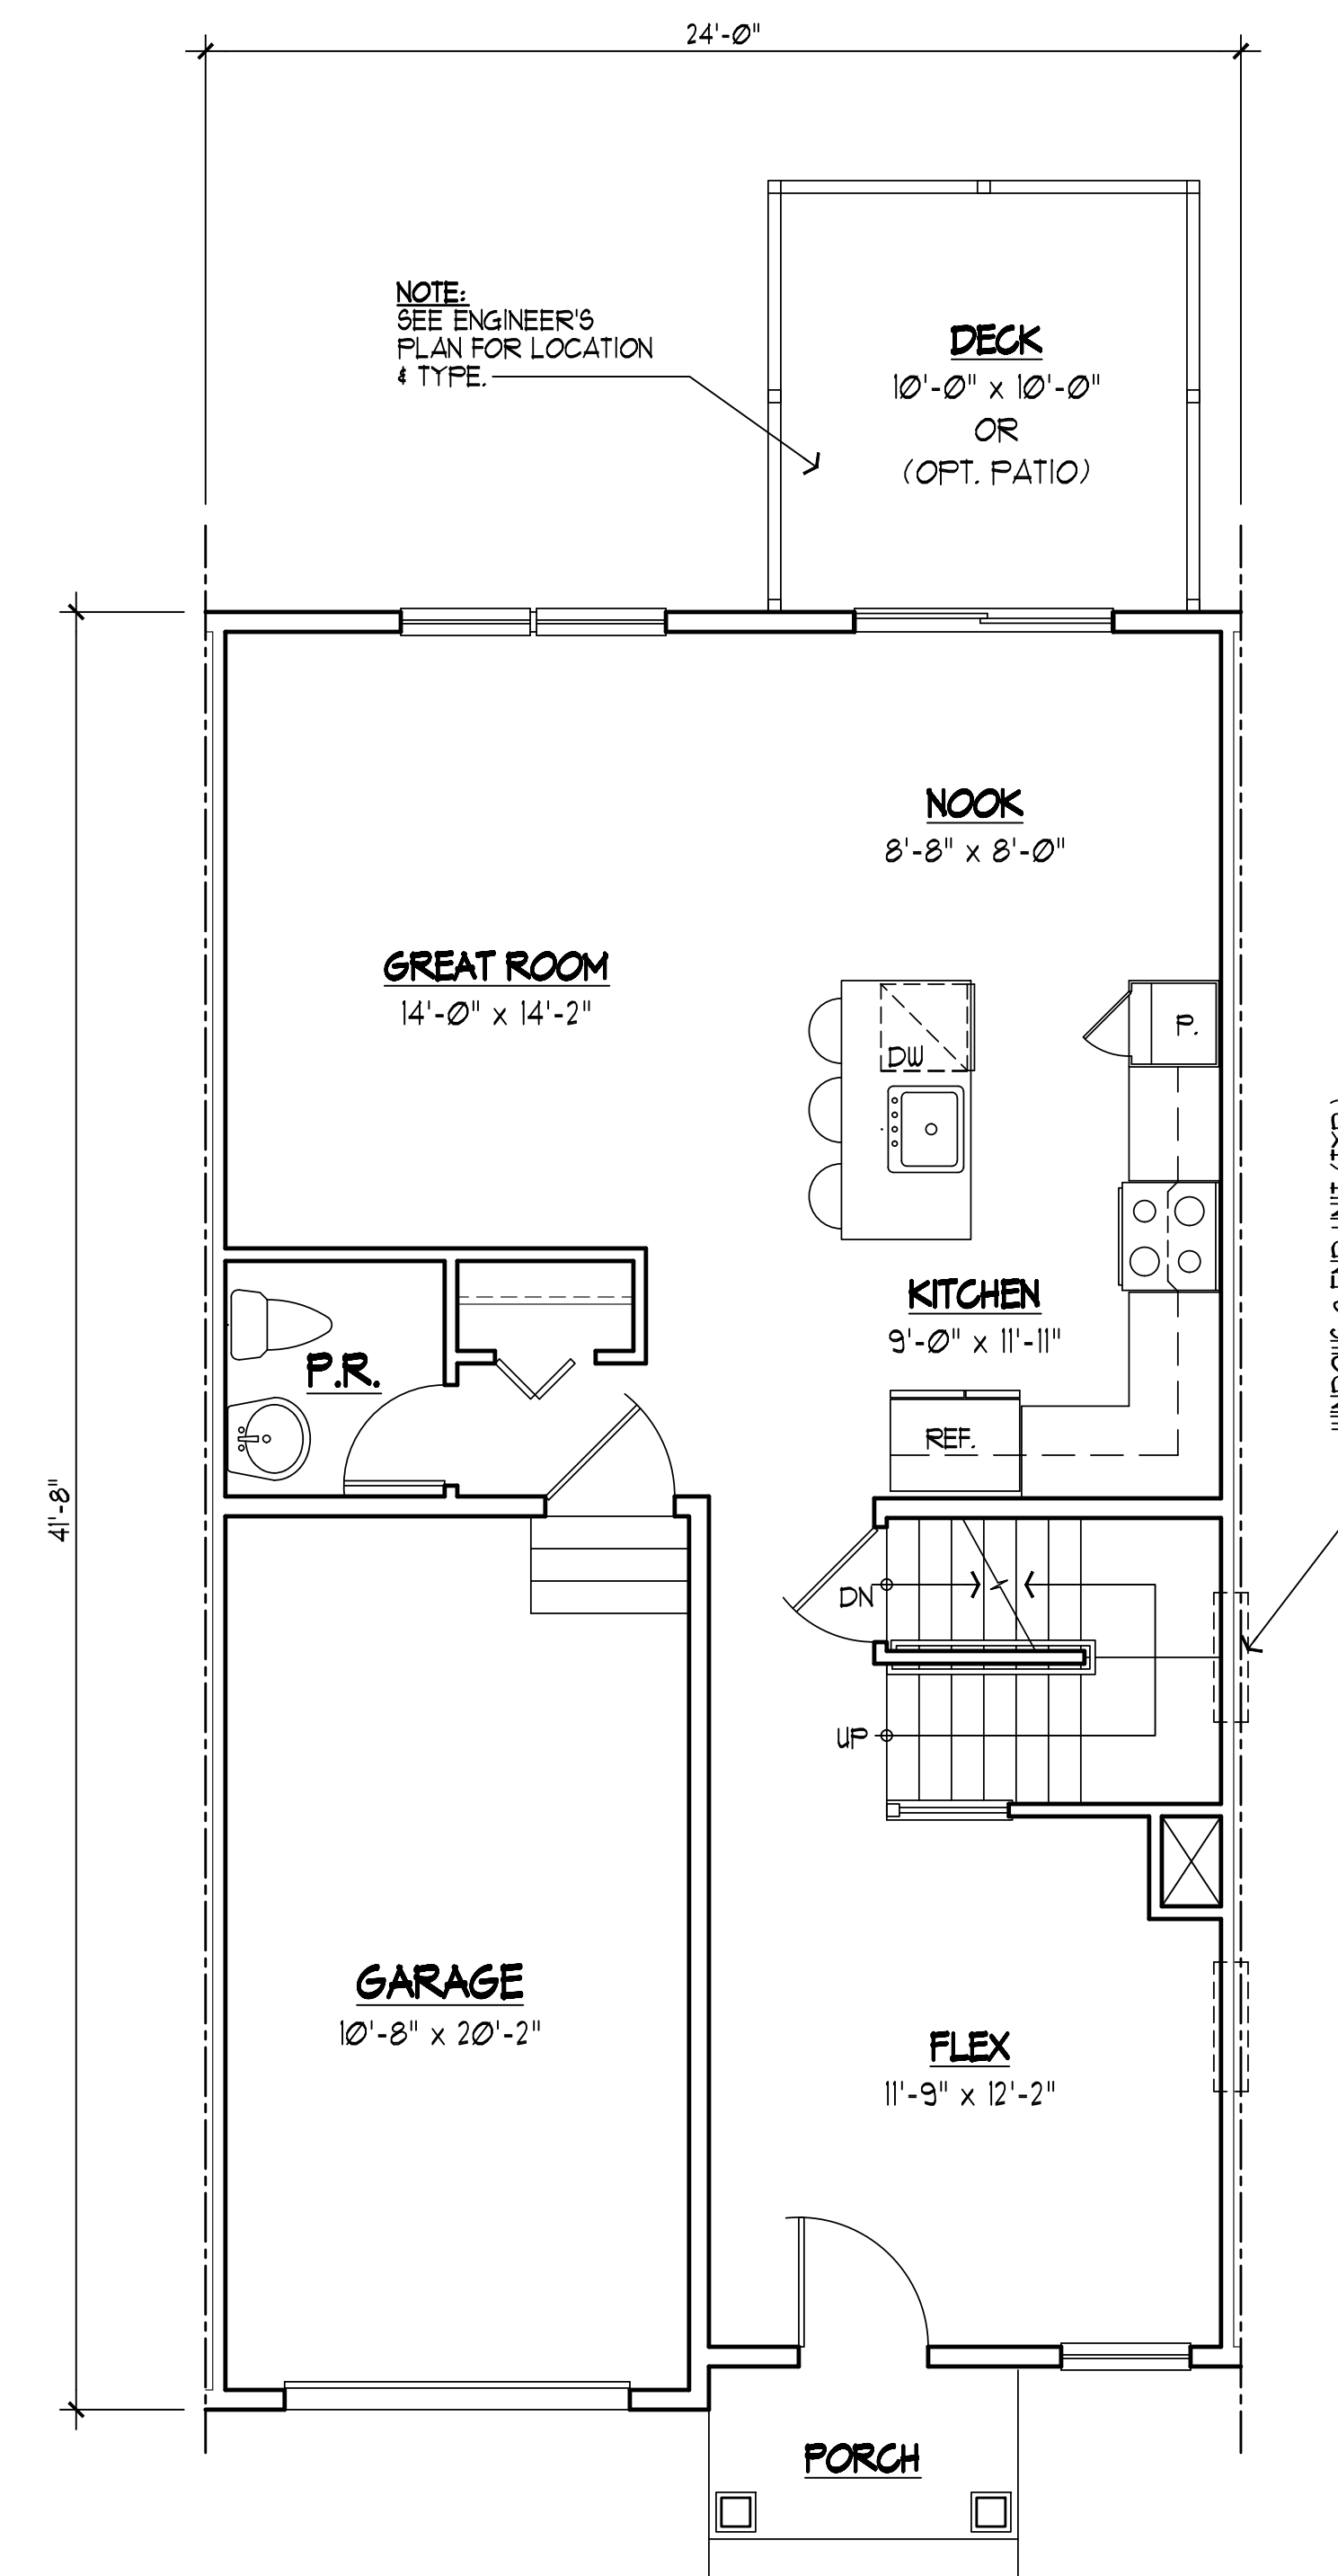 24'-0"
NOTE:
SEE ENGINEER'S
PLAN FOR LOCATION
& TYPE.
DECK
10'-0" x 10'-0"
OR
(OPT. PATIO)
NOOK
8'-8" x 8'-0"
GREAT ROOM
14'-0" x 14'-2"
P.
DW
KITCHEN
9'-0" x 11'-11"
P.R.
REF.
41'-8"
DN
UP
GARAGE
10'-8" x 20'-2"
FLEX
11'-9" x 12'-2"
PORCH